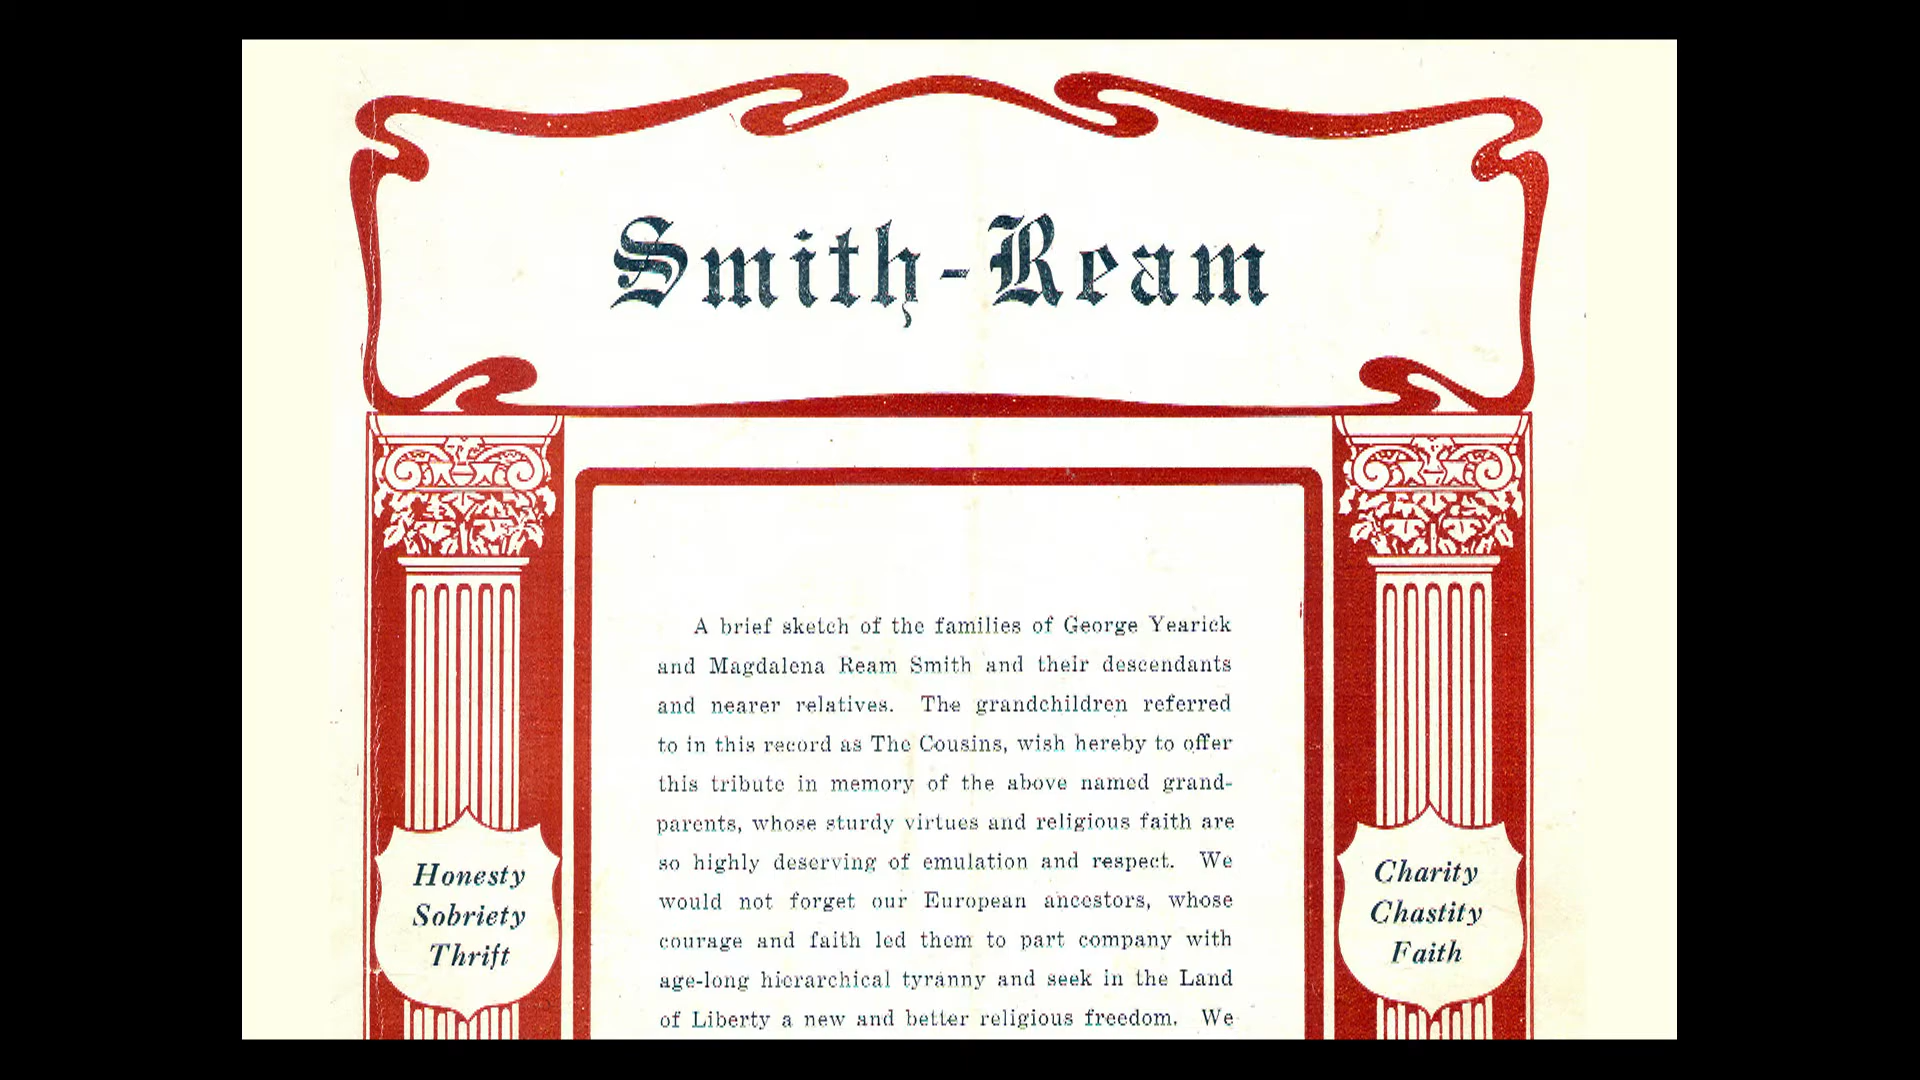 Smith-Ream
A brief sketch of the families of George Yearick
and Magdalena Ream Smith and their descendants
and nearer relatives. The grandchildren referred
to in this record as The Cousins, wish hereby to offer
this tribute in memory of the above named grand-
parents, whose sturdy virtues and religious faith are
so highly deserving of emulation and respect. We
would not forget our European ancestors, whose
courage and faith led them to part company with
age-long hierarchical tyranny and seek in the Land
of Liberty a new and better religious freedom. We
Honesty
Sobriety
Thrift
Charity
Chastity
Faith